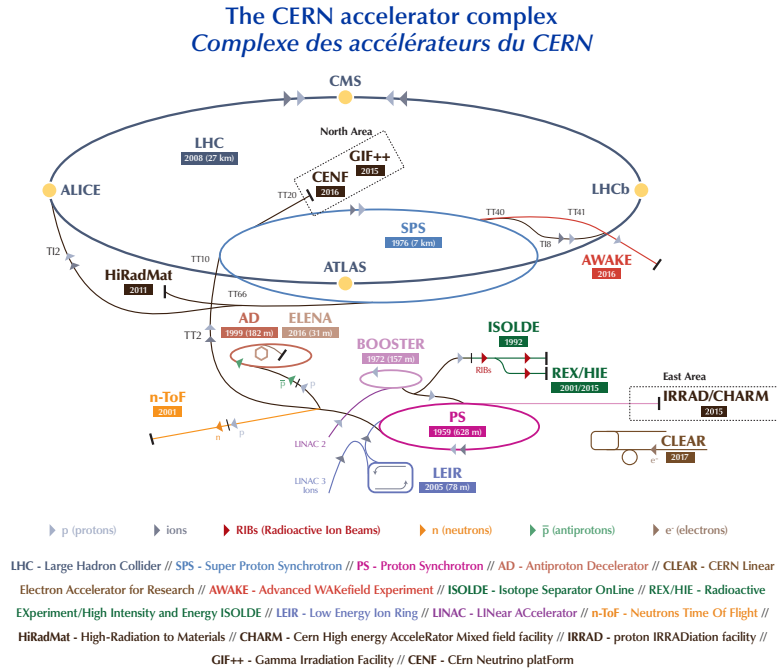 The CERN accelerator complex
Complexe des accélérateurs du CERN
CMS
LHC
2008 (27 km)
North Area
GIF++
2015
CENF
2016
ALICE
LHCb
TT20
TT40
TT41
SPS
1976 (7 km)
TI8
TI2
TT10
AWAKE
2016
HiRadMat
2011
ATLAS
TT66
AD
1999 (182 m)
ELENA
2016 (31 m)
TT2
BOOSTER
1972 (157 m)
ISOLDE
1992
RIBs
REX/HIE
2001/2015
p̅
p
East Area
IRRAD/CHARM
2015
n-ToF
2001
n
p
PS
1959 (628 m)
LINAC 2
CLEAR
2017
e-
LINAC 3
Ions
LEIR
2005 (78 m)
p (protons)
ions
RIBs (Radioactive Ion Beams)
n (neutrons)
p̅ (antiprotons)
e- (electrons)
LHC - Large Hadron Collider // SPS - Super Proton Synchrotron // PS - Proton Synchrotron // AD - Antiproton Decelerator // CLEAR - CERN Linear
Electron Accelerator for Research // AWAKE - Advanced WAKefield Experiment // ISOLDE - Isotope Separator OnLine // REX/HIE - Radioactive
EXperiment/High Intensity and Energy ISOLDE // LEIR - Low Energy Ion Ring // LINAC - LINear ACcelerator // n-ToF - Neutrons Time Of Flight //
HiRadMat - High-Radiation to Materials // CHARM - Cern High energy AcceleRator Mixed field facility // IRRAD - proton IRRADiation facility //
GIF++ - Gamma Irradiation Facility // CENF - CErn Neutrino platForm